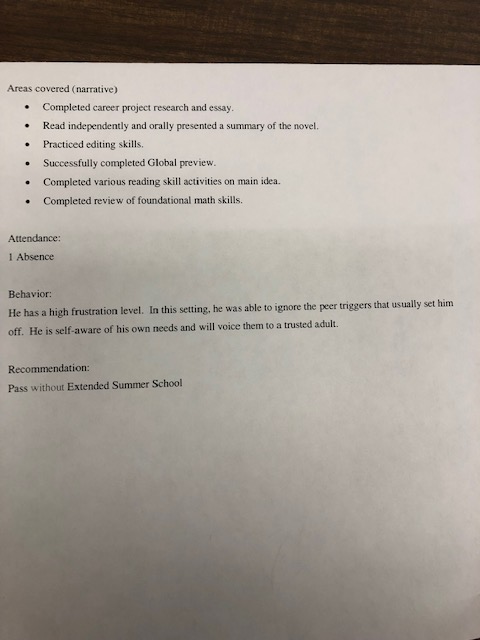 Areas covered (narrative)
• Completed career project research and essay.
• Read independently and orally presented a summary of the novel.
• Practiced editing skills.
• Successfully completed Global preview.
• Completed various reading skill activities on main idea.
• Completed review of foundational math skills.
Attendance:
1 Absence
Behavior:
He has a high frustration level. In this setting, he was able to ignore the peer triggers that usually set him
off. He is self-aware of his own needs and will voice them to a trusted adult.
Recommendation:
Pass without Extended Summer School